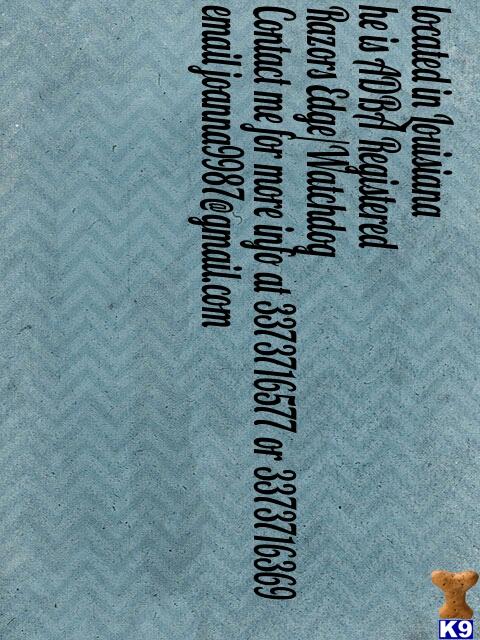 located in Louisiana
he is ADBA Registered
Razors Edge/Watchdog
Contact me for more info at 3373716577 or 3373716369
email joanna9987@gmail.com
K9